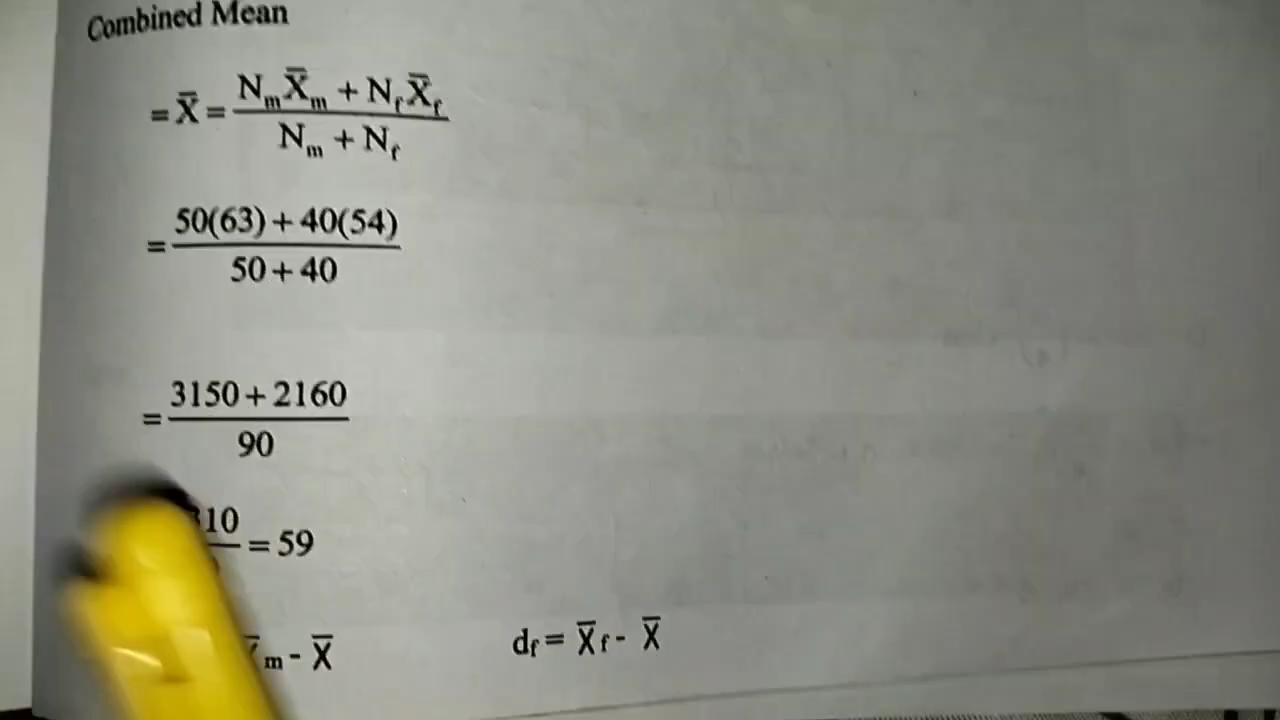 Combined Mean
= X̄ = (N_m X̄_m + N_f X̄_f) / (N_m + N_f)
= (50(63) + 40(54)) / (50 + 40)
= (3150 + 2160) / 90
10 = 59
m - X̄ d_f = X̄ f - X̄